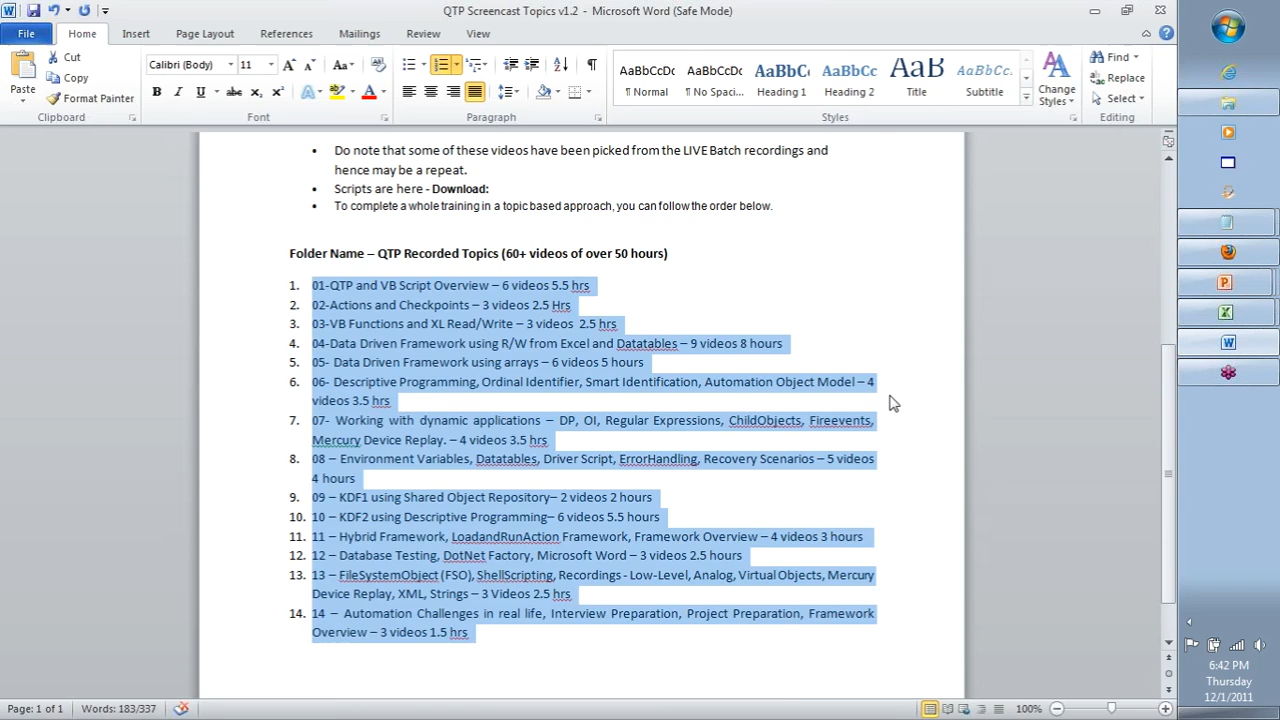 QTP Screencast Topics v1.2 - Microsoft Word (Safe Mode)
File Home Insert Page Layout References Mailings Review View
Paste
Cut
Copy
Format Painter
Calibri (Body) 11
AaBbCcDc AaBbCcDc AaBbC AaBbCc AaB AaBbCc.
¶ Normal ¶ No Spaci... Heading 1 Heading 2 Title Subtitle
Change Styles
Find
Replace
Select
Clipboard Font Paragraph Styles Editing
• Do note that some of these videos have been picked from the LIVE Batch recordings and
hence may be a repeat.
• Scripts are here - Download:
• To complete a whole training in a topic based approach, you can follow the order below.
Folder Name – QTP Recorded Topics (60+ videos of over 50 hours)
1. 01-QTP and VB Script Overview – 6 videos 5.5 hrs
2. 02-Actions and Checkpoints – 3 videos 2.5 Hrs
3. 03-VB Functions and XL Read/Write – 3 videos 2.5 hrs
4. 04-Data Driven Framework using R/W from Excel and Datatables – 9 videos 8 hours
5. 05- Data Driven Framework using arrays – 6 videos 5 hours
6. 06- Descriptive Programming, Ordinal Identifier, Smart Identification, Automation Object Model – 4
videos 3.5 hrs
7. 07- Working with dynamic applications – DP, OI, Regular Expressions, ChildObjects, Fireevents,
Mercury Device Replay. – 4 videos 3.5 hrs
8. 08 – Environment Variables, Datatables, Driver Script, ErrorHandling, Recovery Scenarios – 5 videos
4 hours
9. 09 – KDF1 using Shared Object Repository– 2 videos 2 hours
10. 10 – KDF2 using Descriptive Programming– 6 videos 5.5 hours
11. 11 – Hybrid Framework, LoadandRunAction Framework, Framework Overview – 4 videos 3 hours
12. 12 – Database Testing, DotNet Factory, Microsoft Word – 3 videos 2.5 hours
13. 13 – FileSystemObject (FSO), ShellScripting, Recordings - Low-Level, Analog, Virtual Objects, Mercury
Device Replay, XML, Strings – 3 Videos 2.5 hrs
14. 14 – Automation Challenges in real life, Interview Preparation, Project Preparation, Framework
Overview – 3 videos 1.5 hrs
Page: 1 of 1 Words: 183/337 100%
6:42 PM
Thursday
12/1/2011